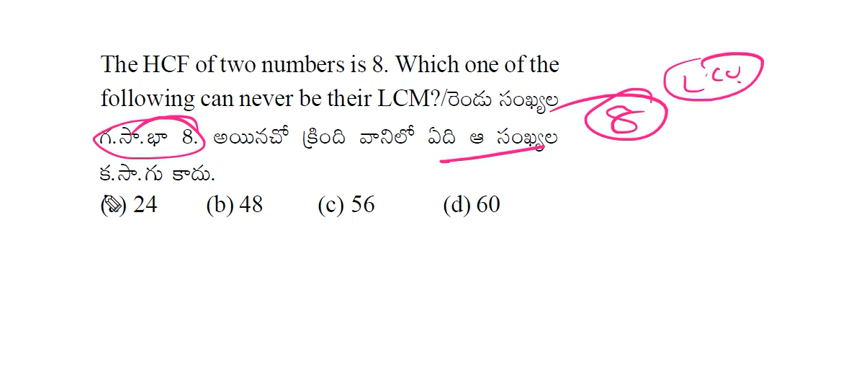 The HCF of two numbers is 8. Which one of the
following can never be their LCM?/రెండు సంఖ్యల
గ.సా.భా 8. అయినచో క్రింది వానిలో ఏది ఆ సంఖ్యల
క.సా.గు కాదు.
() 24 (b) 48 (c) 56 (d) 60
8
L.C.